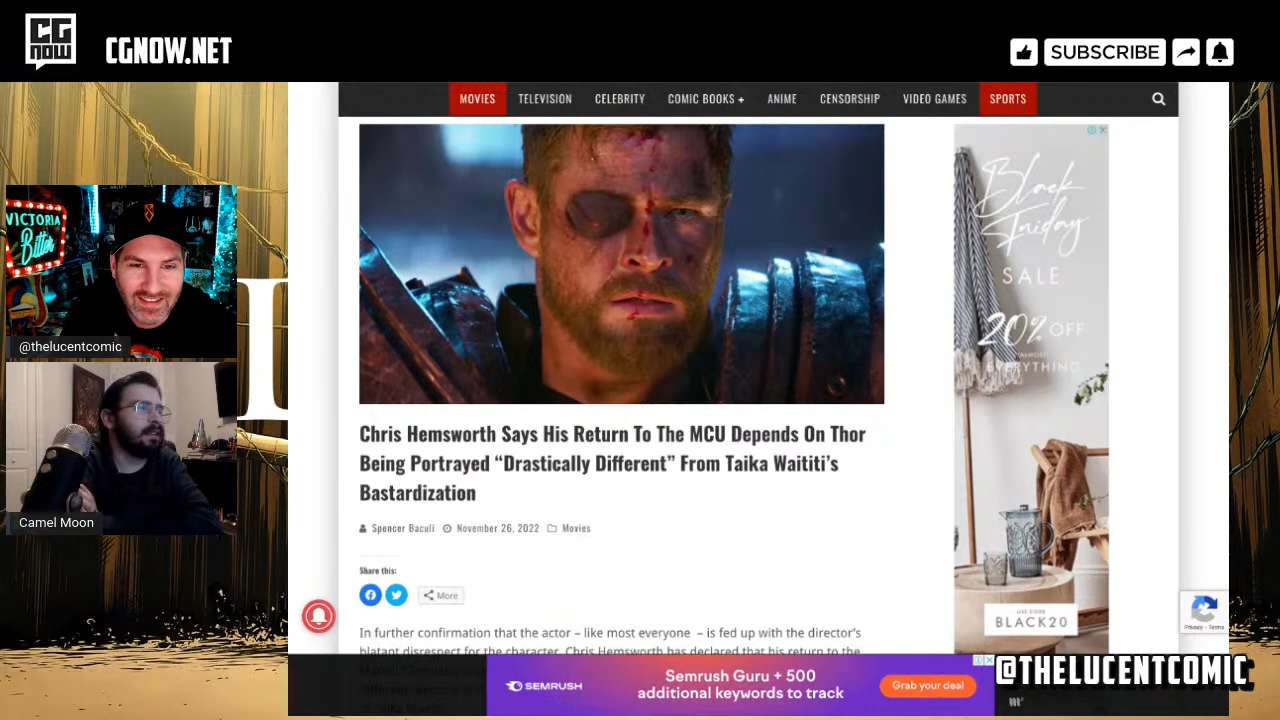 CG
NOW
CGNOW.NET
SUBSCRIBE
MOVIES TELEVISION CELEBRITY COMIC BOOKS + ANIME CENSORSHIP VIDEO GAMES SPORTS
VICTORIA
Bitter
@thelucentcomic
Camel Moon
Black
Friday
SALE
20% OFF
(ALMOST)
EVERYTHING
USE CODE
BLACK20
Chris Hemsworth Says His Return To The MCU Depends On Thor
Being Portrayed “Drastically Different” From Taika Waititi’s
Bastardization
Spencer Baculi November 26, 2022 Movies
Share this:
More
In further confirmation that the actor – like most everyone – is fed up with the director’s
blatant disrespect for the character, Chris Hemsworth has declared that his return to the
Privacy - Terms
SEMRUSH
Semrush Guru + 500
additional keywords to track
Grab your deal
@THELUCENTCOMIC